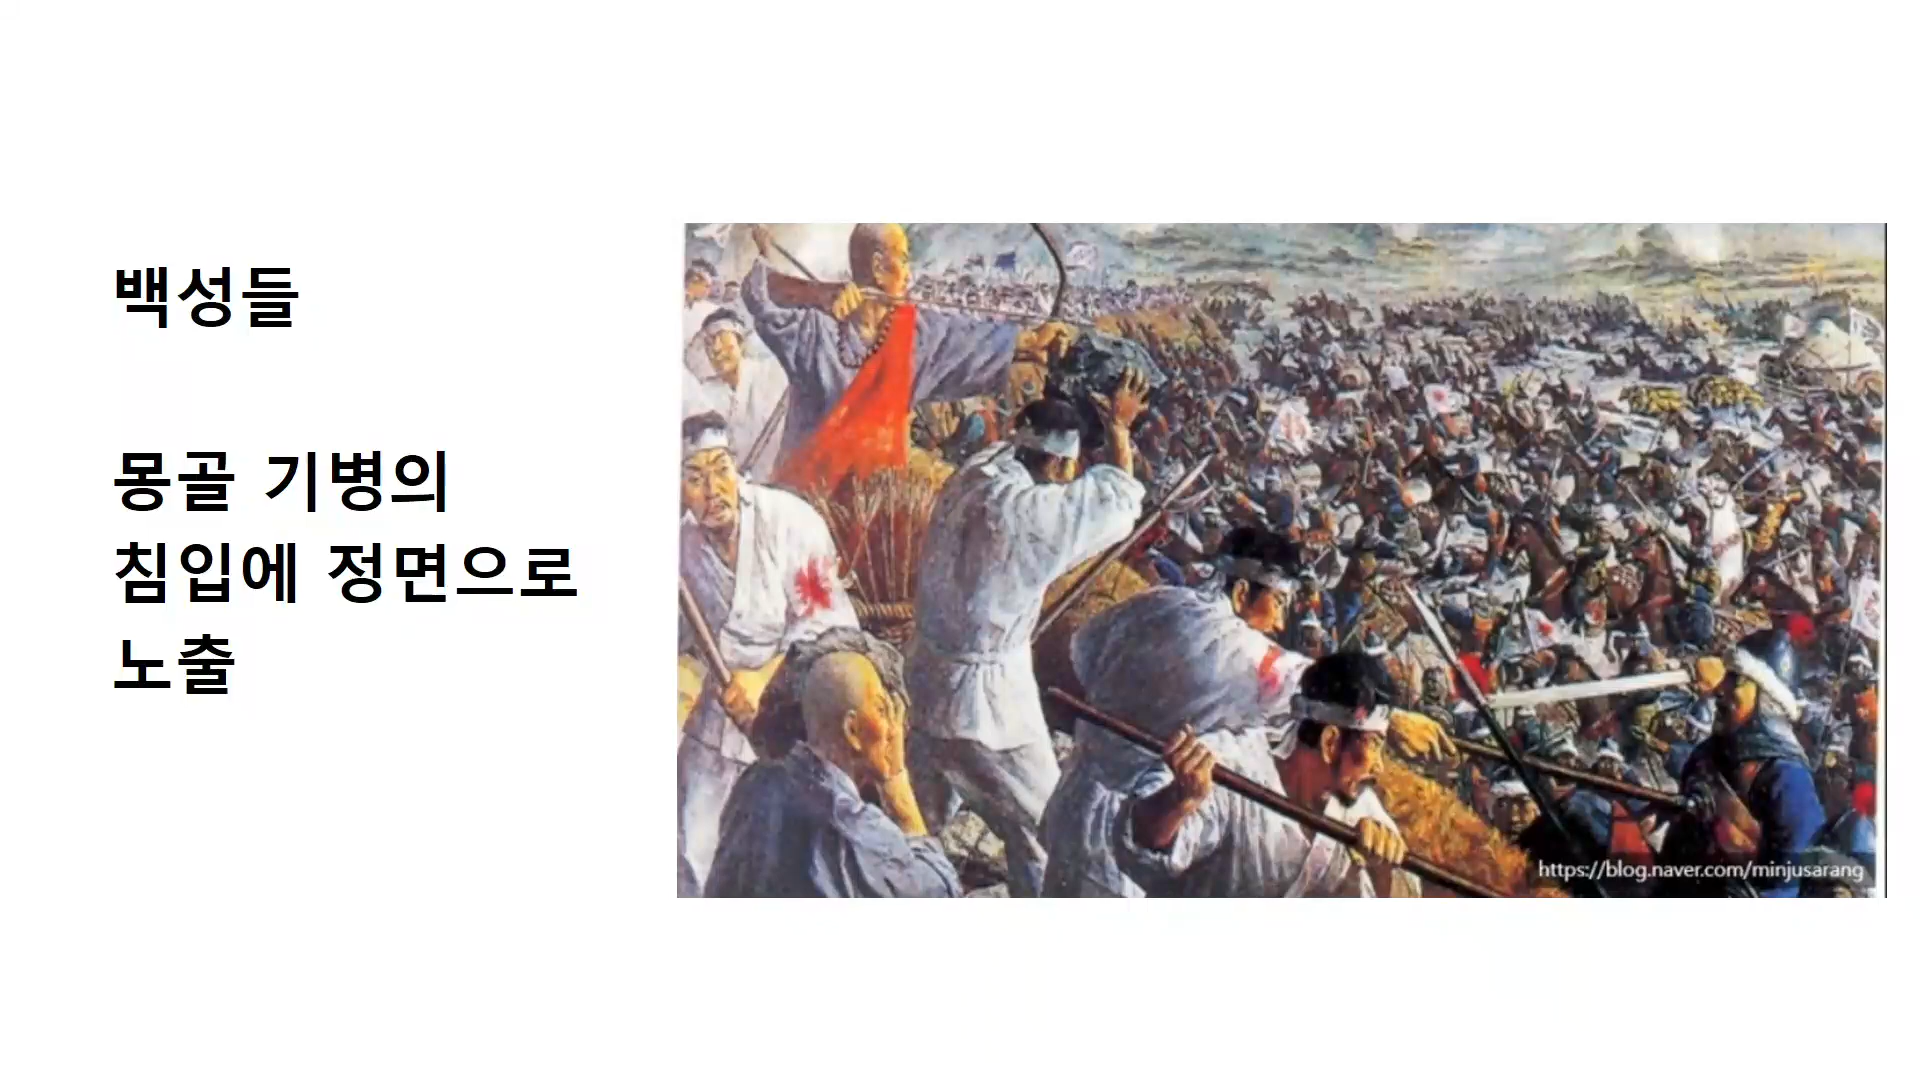 백성들
몽골 기병의
침입에 정면으로
노출
https://blog.naver.com/minjusarang